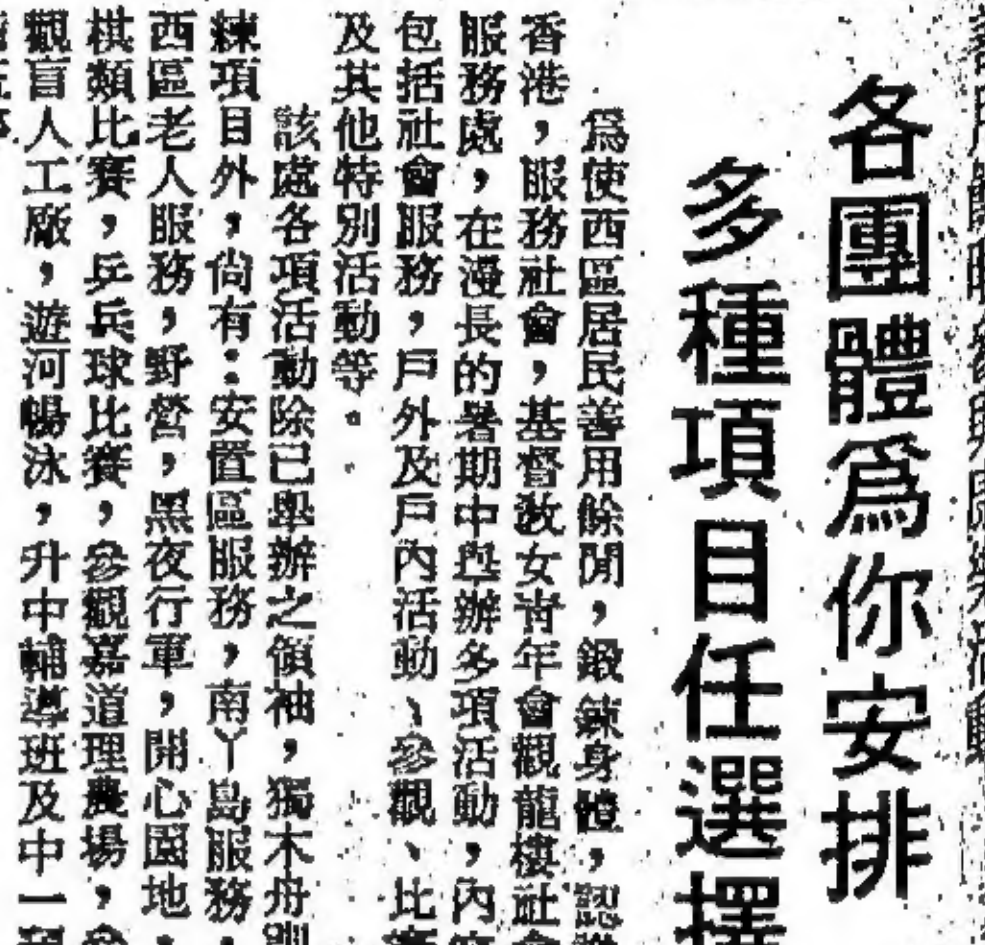 各團體為你安排
多種項目任選擇
為使西區居民善用餘閒，鍛鍊身體，認
香港，服務社會，基督教女青年會觀龍樓社會
服務處，在漫長的暑期中舉辦多項活動，內
包括社會服務，戶外及戶內活動、參觀、比賽
及其他特別活動等。
該處各項活動除已舉辦之領袖，獨木舟訓
練項目外，尚有：安置區服務，南丫島服務，
西區老人服務，野營，黑夜行軍，開心園地，
棋類比賽，乒乓球比賽，參觀嘉道理農場，參
觀盲人工廠，遊河暢泳，升中輔導班及中一